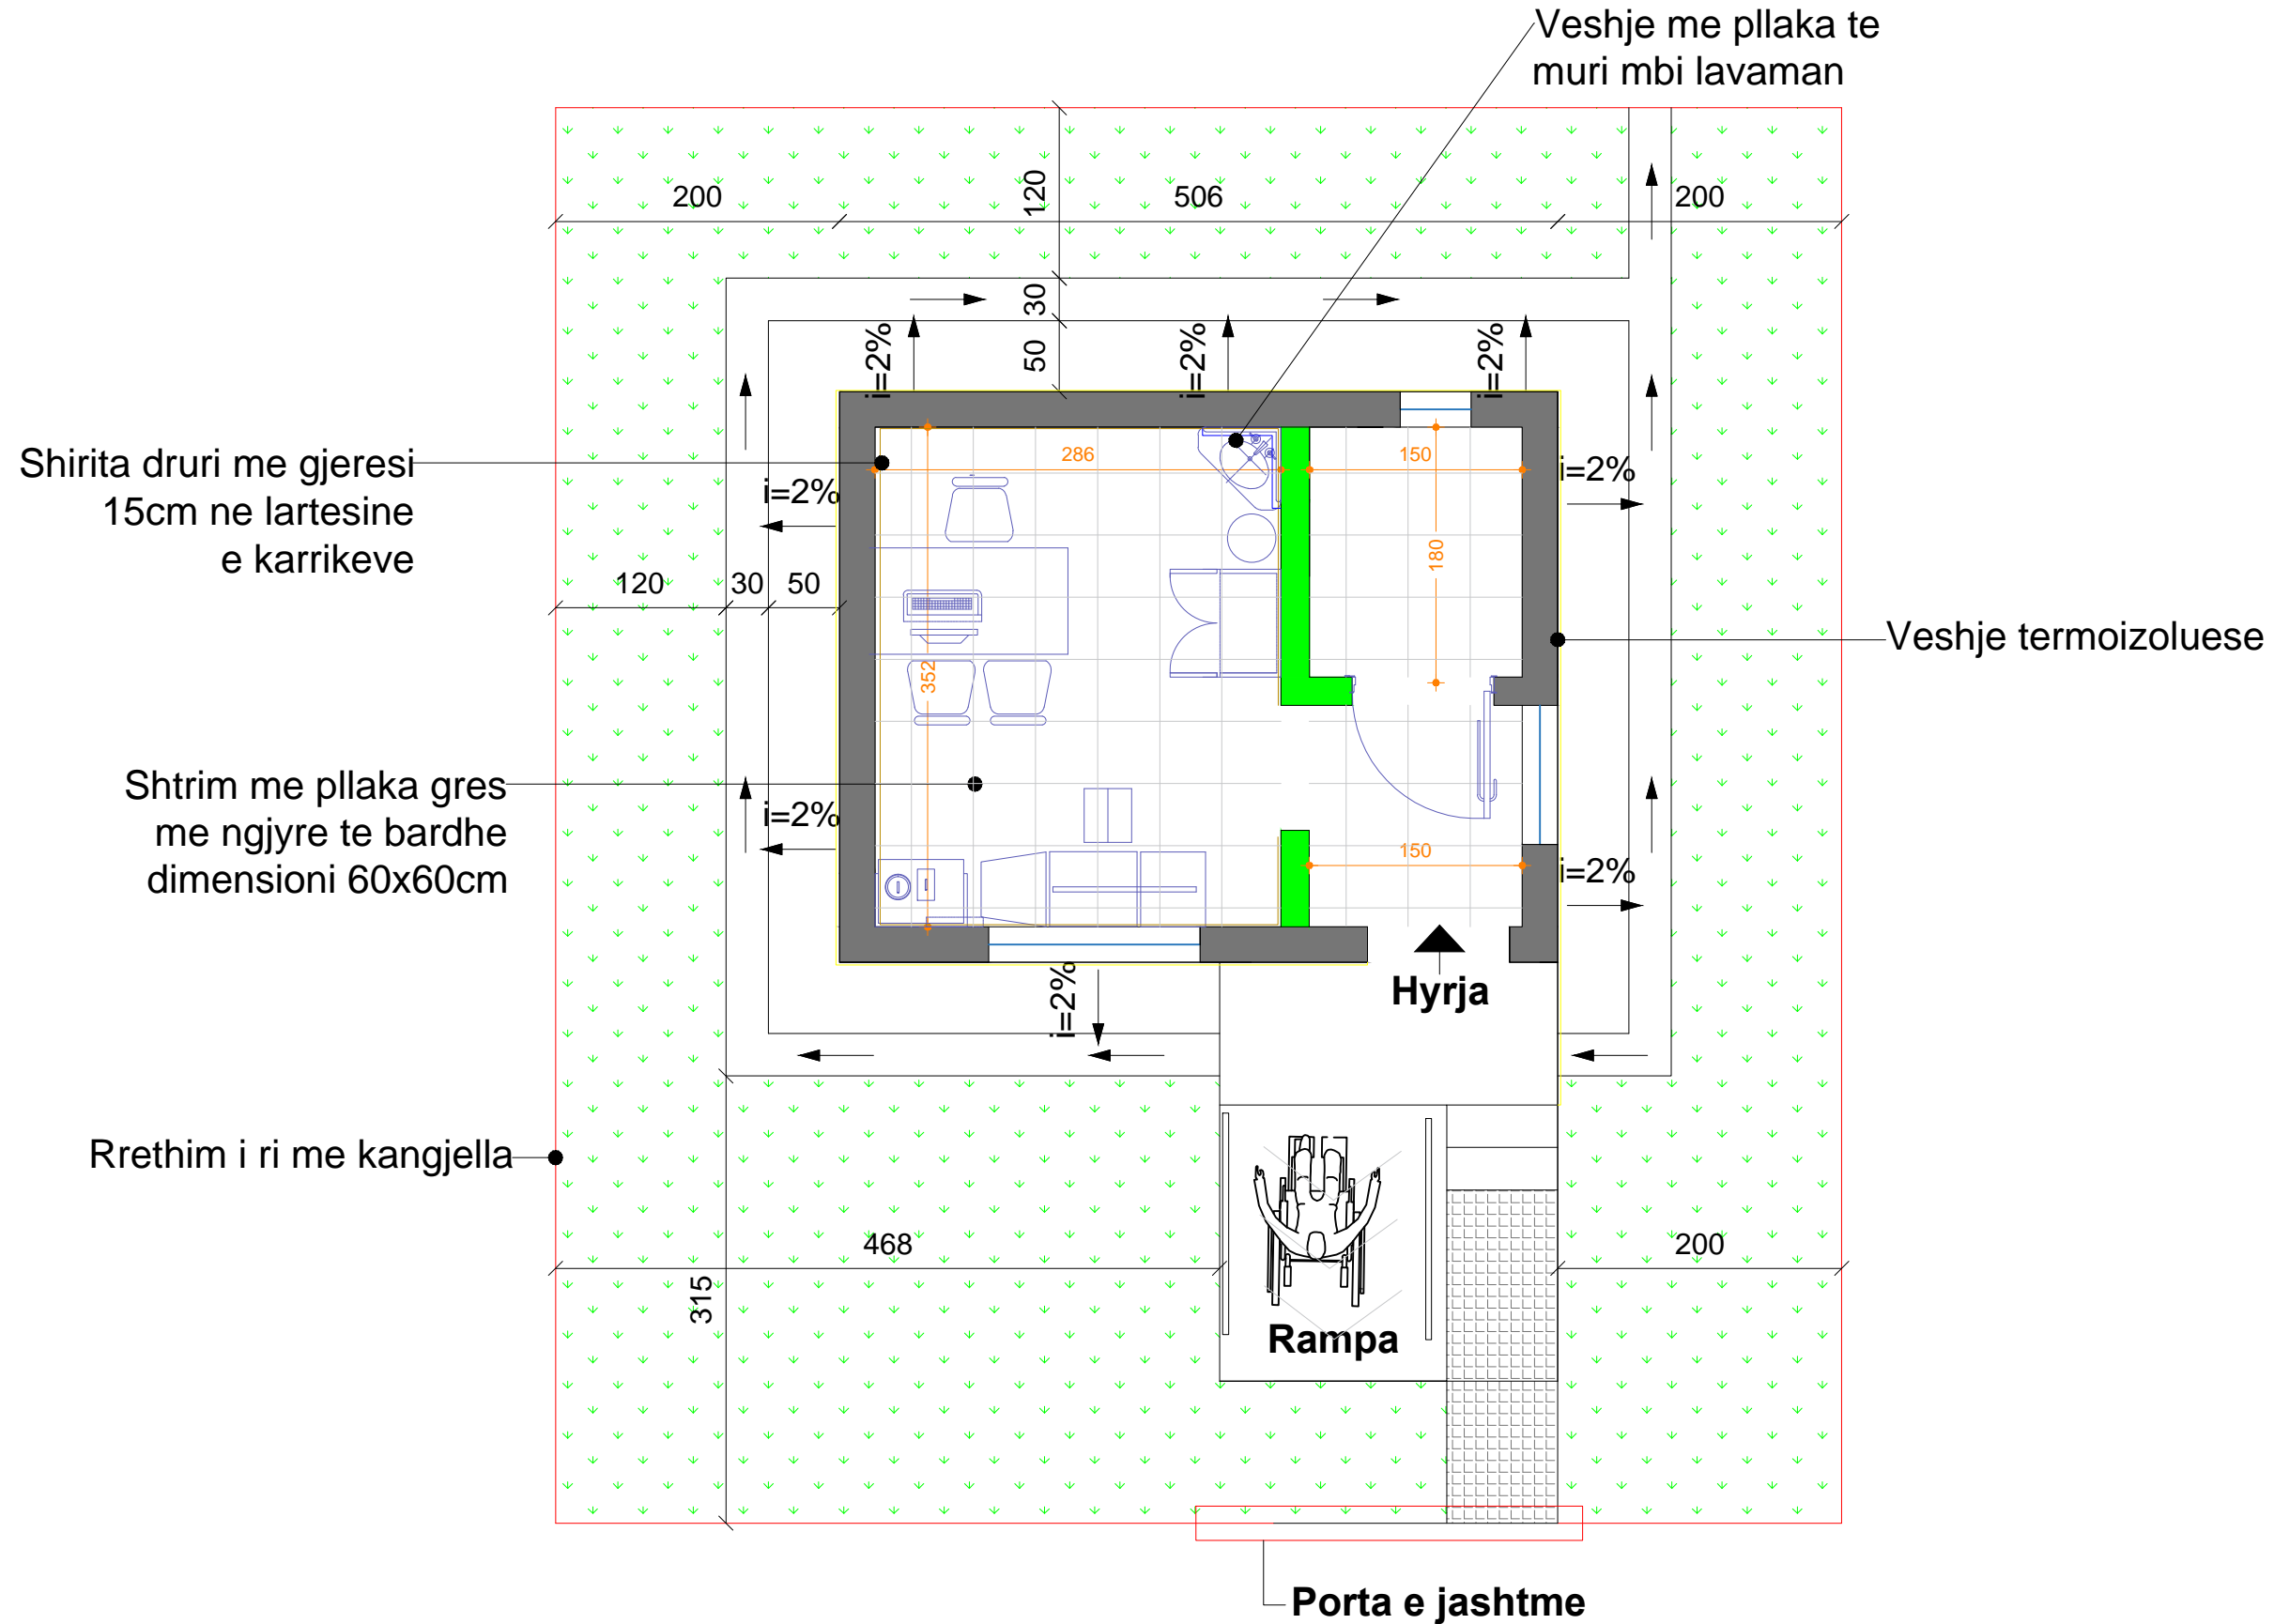 Veshje me pllaka te
muri mbi lavaman
200
120
506
200
30
50
i=2%
i=2%
i=2%
Shirita druri me gjeresi
15cm ne lartesine
e karrikeve
286
150
i=2%
i=2%
180
120
30
50
352
Veshje termoizoluese
Shtrim me pllaka gres
me ngjyre te bardhe
dimensioni 60x60cm
i=2%
150
i=2%
i=2%
Hyrja
Rrethim i ri me kangjella
468
200
315
Rampa
Porta e jashtme